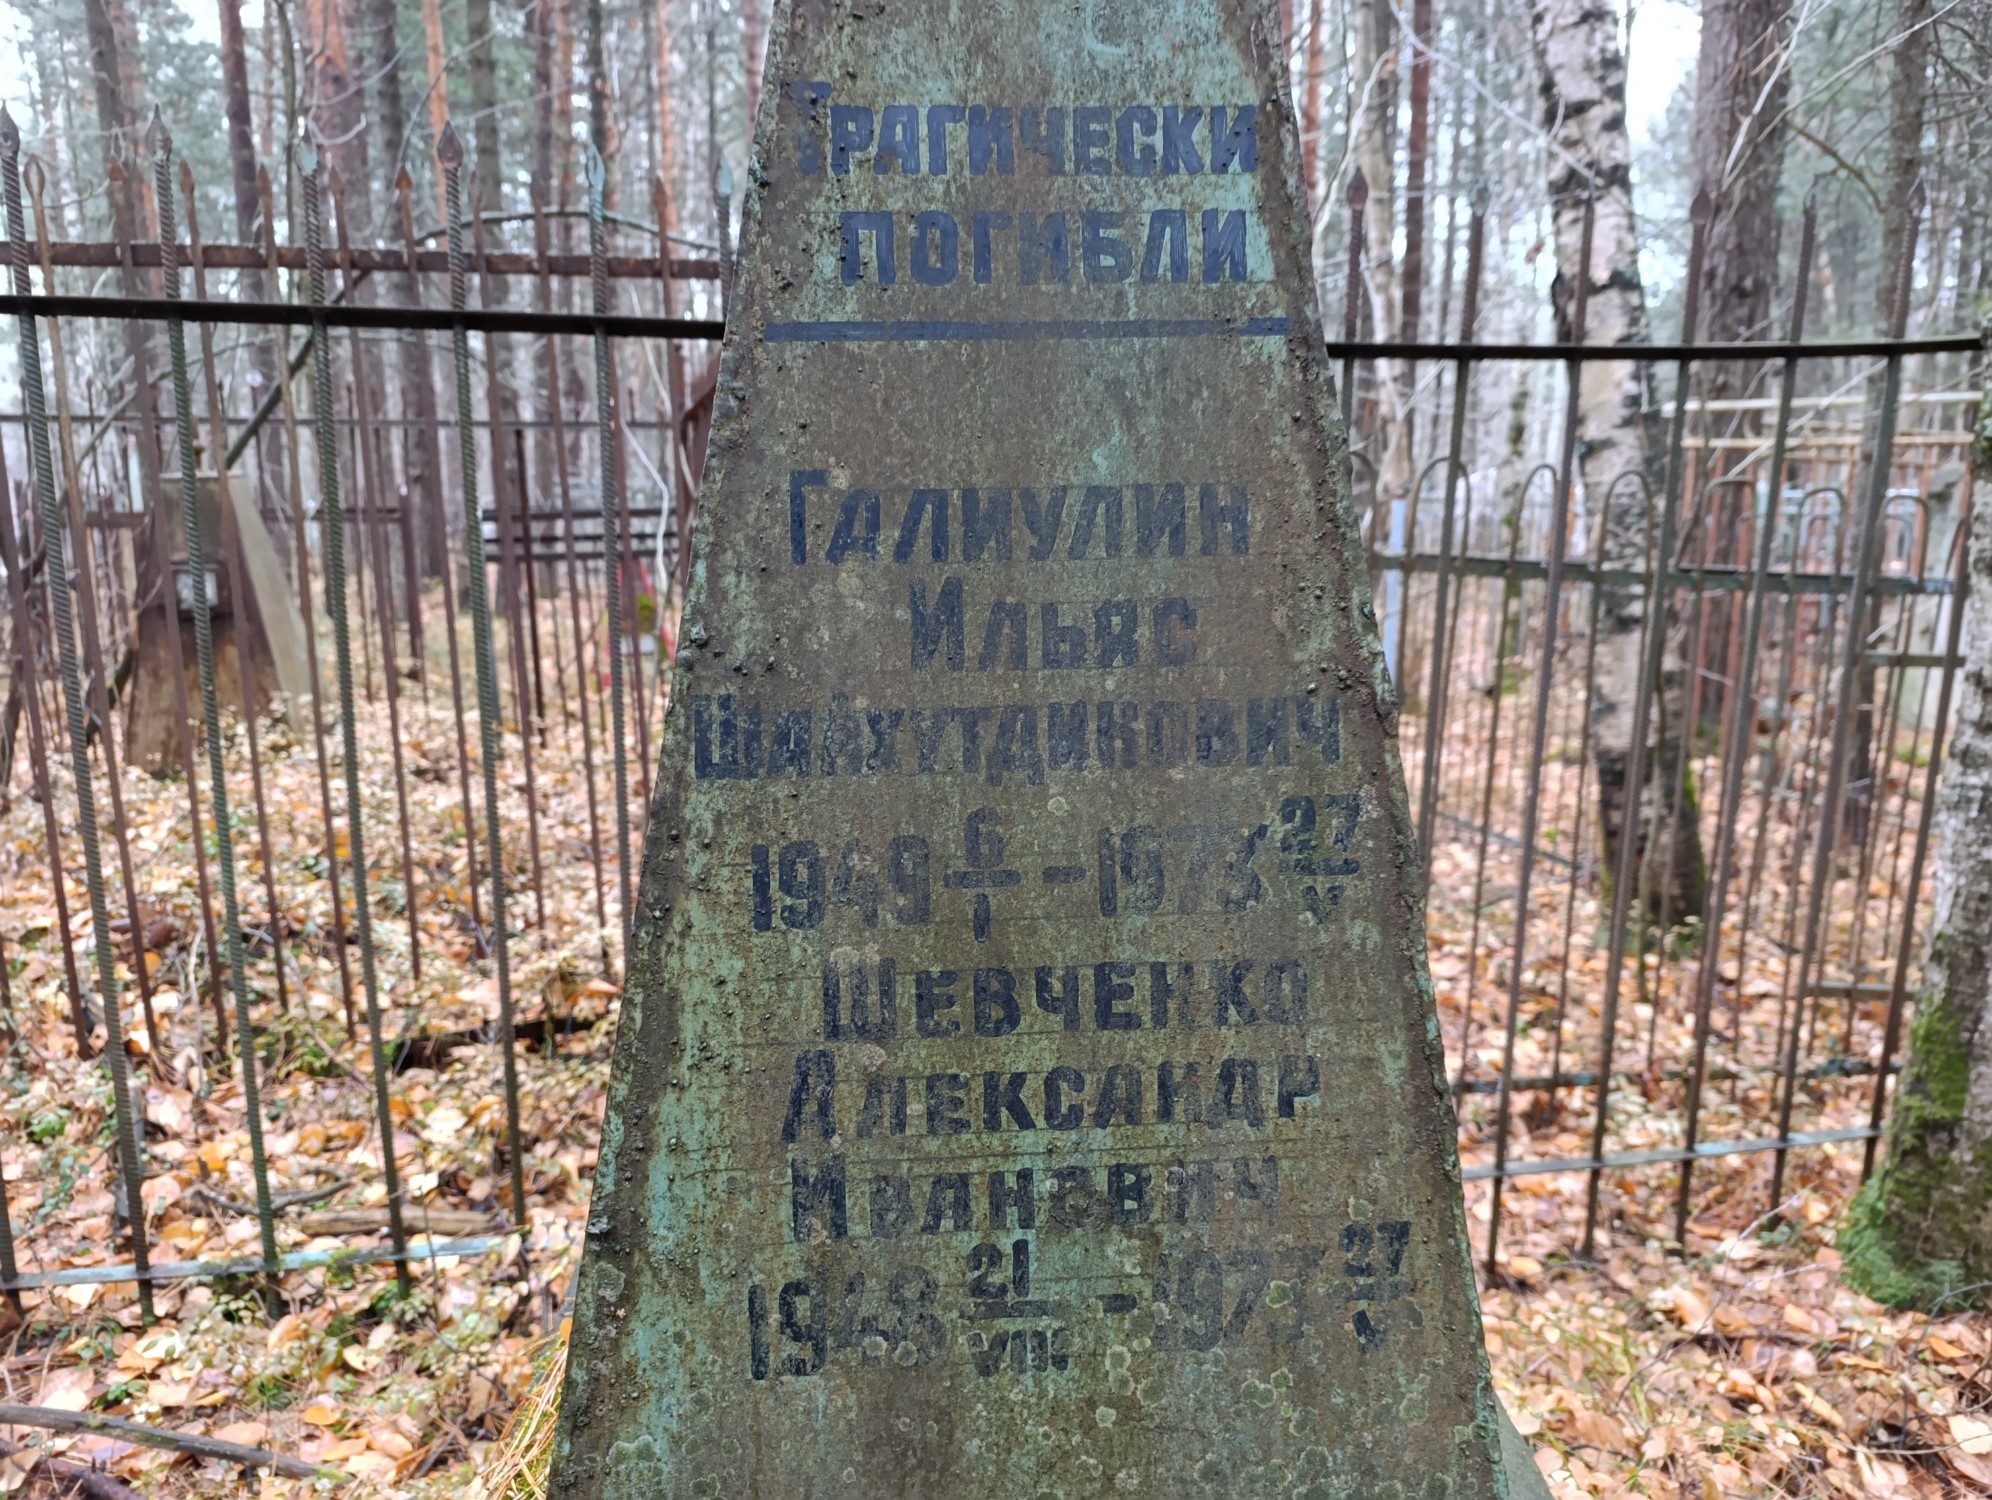 Трагически
погибли
Галиулин
Ильяс
Шайхутдинович
1949 6/I – 1973 27/V
Шевченко
Александр
Иванович
1948 21/VIII – 1973 27/V